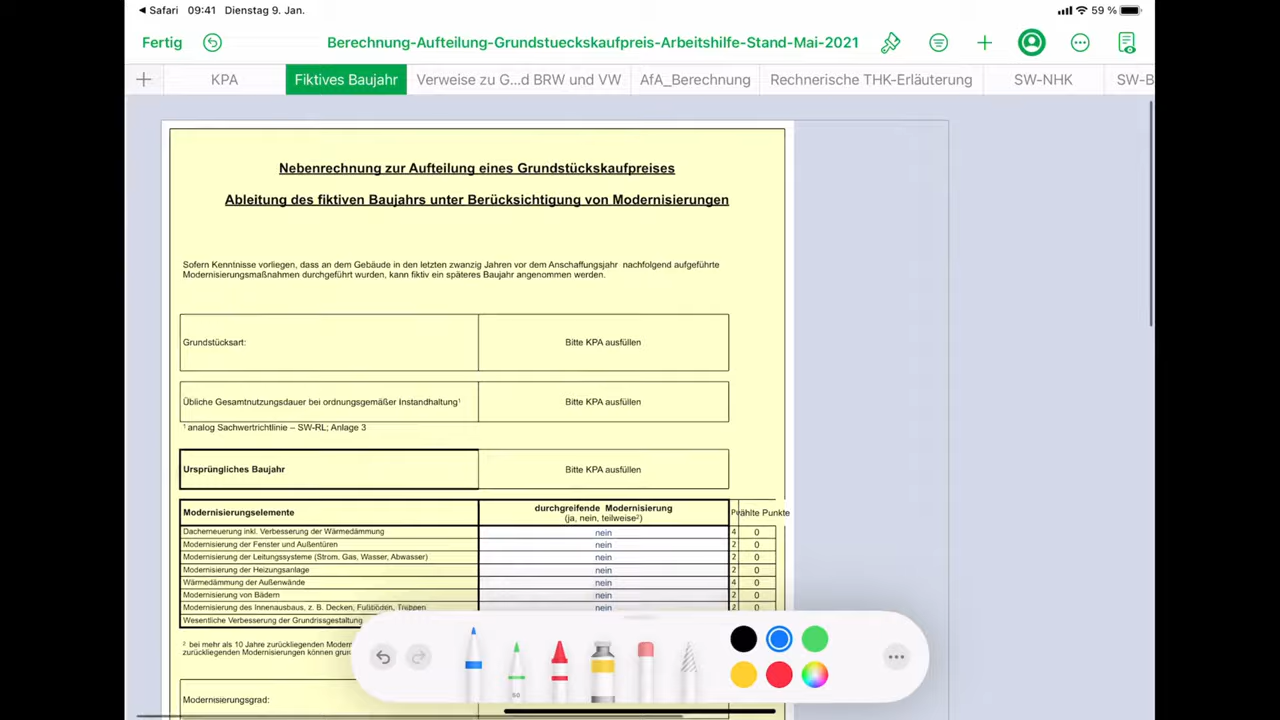 Safari 09:41 Dienstag 9. Jan. 59 %
Fertig Berechnung-Aufteilung-Grundstueckskaufpreis-Arbeitshilfe-Stand-Mai-2021
KPA Fiktives Baujahr Verweise zu G...d BRW und VW AfA_Berechnung Rechnerische THK-Erläuterung SW-NHK SW-B
Nebenrechnung zur Aufteilung eines Grundstückskaufpreises
Ableitung des fiktiven Baujahrs unter Berücksichtigung von Modernisierungen
Sofern Kenntnisse vorliegen, dass an dem Gebäude in den letzten zwanzig Jahren vor dem Anschaffungsjahr nachfolgend aufgeführte
Modernisierungsmaßnahmen durchgeführt wurden, kann fiktiv ein späteres Baujahr angenommen werden.
Grundstücksart: Bitte KPA ausfüllen
Übliche Gesamtnutzungsdauer bei ordnungsgemäßer Instandhaltung¹ Bitte KPA ausfüllen
¹ analog Sachwertrichtlinie – SW-RL; Anlage 3
Ursprüngliches Baujahr Bitte KPA ausfüllen
Modernisierungselemente durchgreifende Modernisierung
(ja, nein, teilweise²) Punkte
Dacherneuerung inkl. Verbesserung der Wärmedämmung nein 4 0
Modernisierung der Fenster und Außentüren nein 2 0
Modernisierung der Leitungssysteme (Strom. Gas, Wasser, Abwasser) nein 2 0
Modernisierung der Heizungsanlage nein 2 0
Wärmedämmung der Außenwände nein 4 0
Modernisierung von Bädern nein 2 0
Modernisierung des Innenausbaus, z. B. Decken, Fußböden, Treppen nein 2 0
Wesentliche Verbesserung der Grundrissgestaltung
² bei mehr als 10 Jahre zurückliegenden
zurückliegenden Modernisierungen können
Modernisierungsgrad:
50